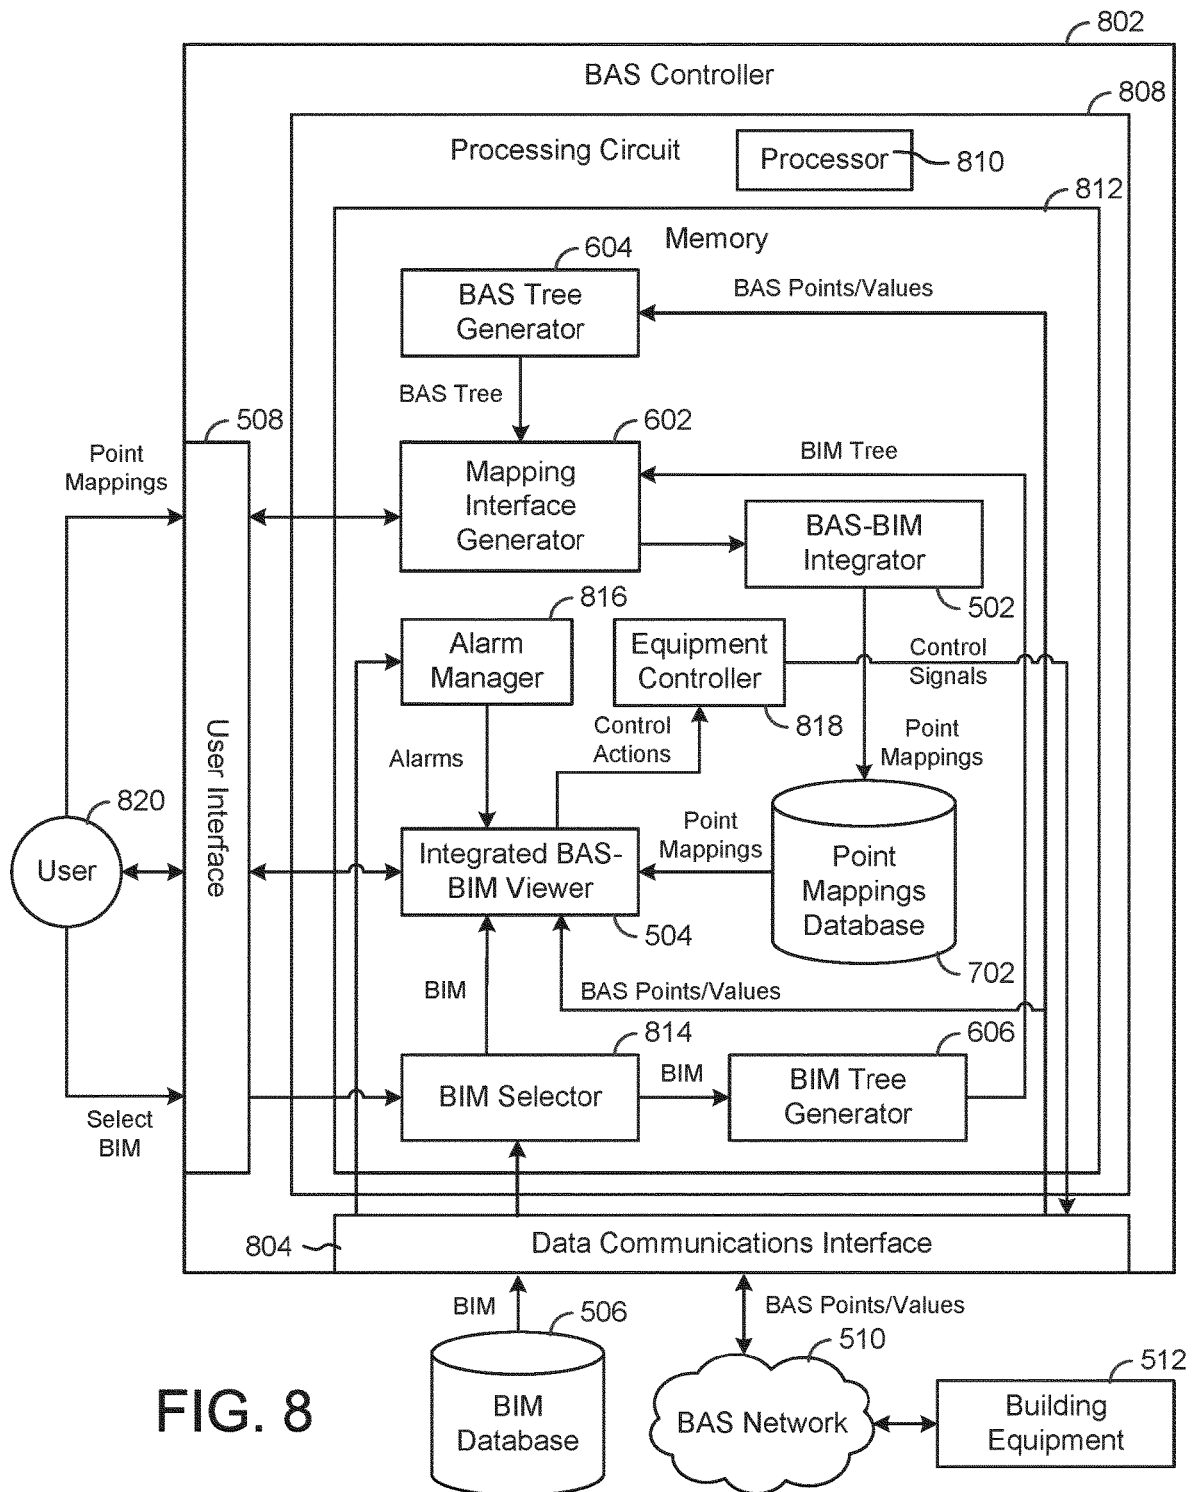 802
BAS Controller
808
Processing Circuit
Processor
810
812
Memory
604
BAS Tree
Generator
BAS Points/Values
BAS Tree
508
602
Point
Mappings
Mapping
Interface
Generator
BIM Tree
BAS-BIM
Integrator
502
816
Alarm
Manager
Equipment
Controller
818
Control
Signals
Control
Actions
Alarms
Point
Mappings
User Interface
820
User
Integrated BAS-
BIM Viewer
504
Point
Mappings
Point
Mappings
Database
702
BIM
BAS Points/Values
814
BIM Selector
BIM
606
BIM Tree
Generator
Select
BIM
804
Data Communications Interface
BIM
506
BIM
Database
BAS Points/Values
510
BAS Network
512
Building
Equipment
FIG. 8